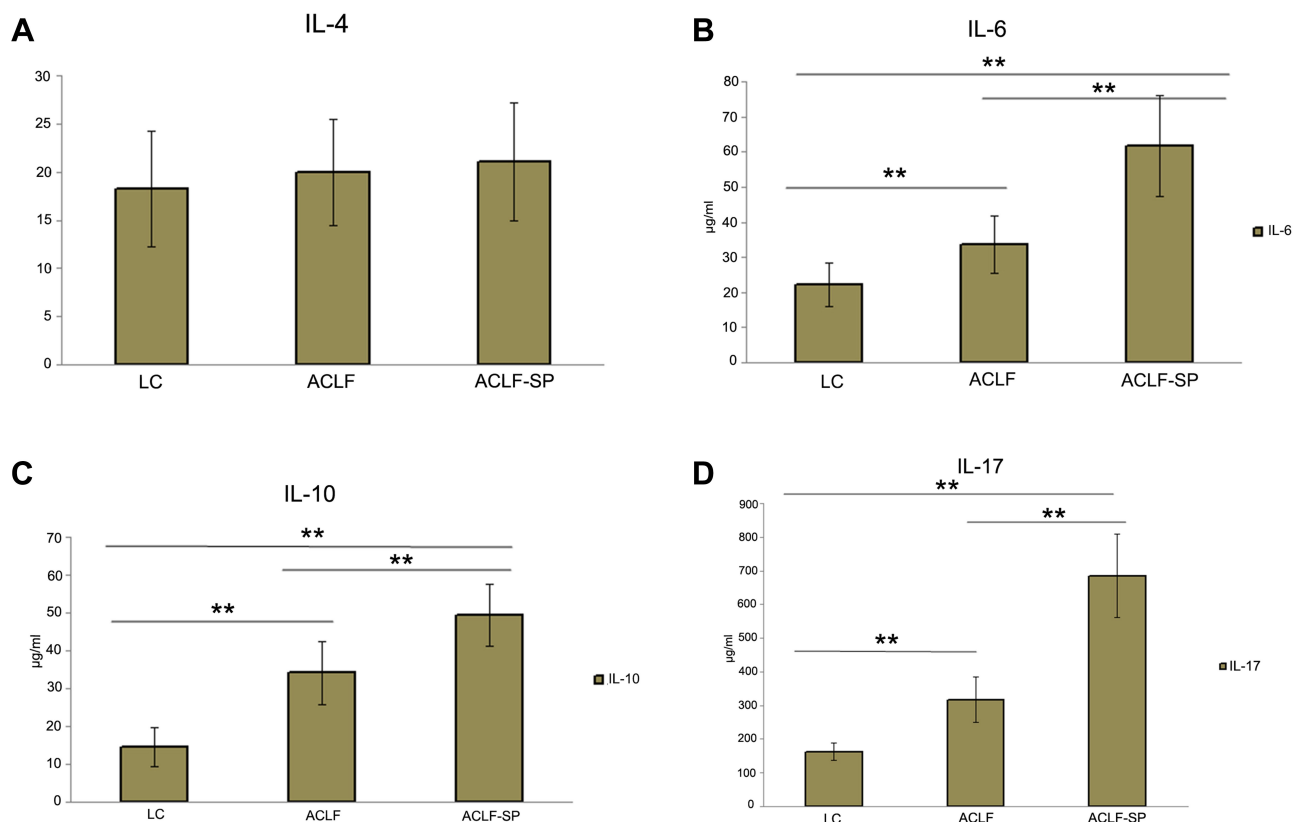 A
IL-4
30
25
20
15
10
5
0
LC ACLF ACLF-SP
B
IL-6
**
**
**
80
70
60
50
40
30
20
10
0
µg/ml
IL-6
LC ACLF ACLF-SP
C
IL-10
**
**
**
70
60
50
40
30
20
10
0
µg/ml
IL-10
LC ACLF ACLF-SP
D
IL-17
**
**
**
900
800
700
600
500
400
300
200
100
0
µg/ml
IL-17
LC ACLF ACLF-SP